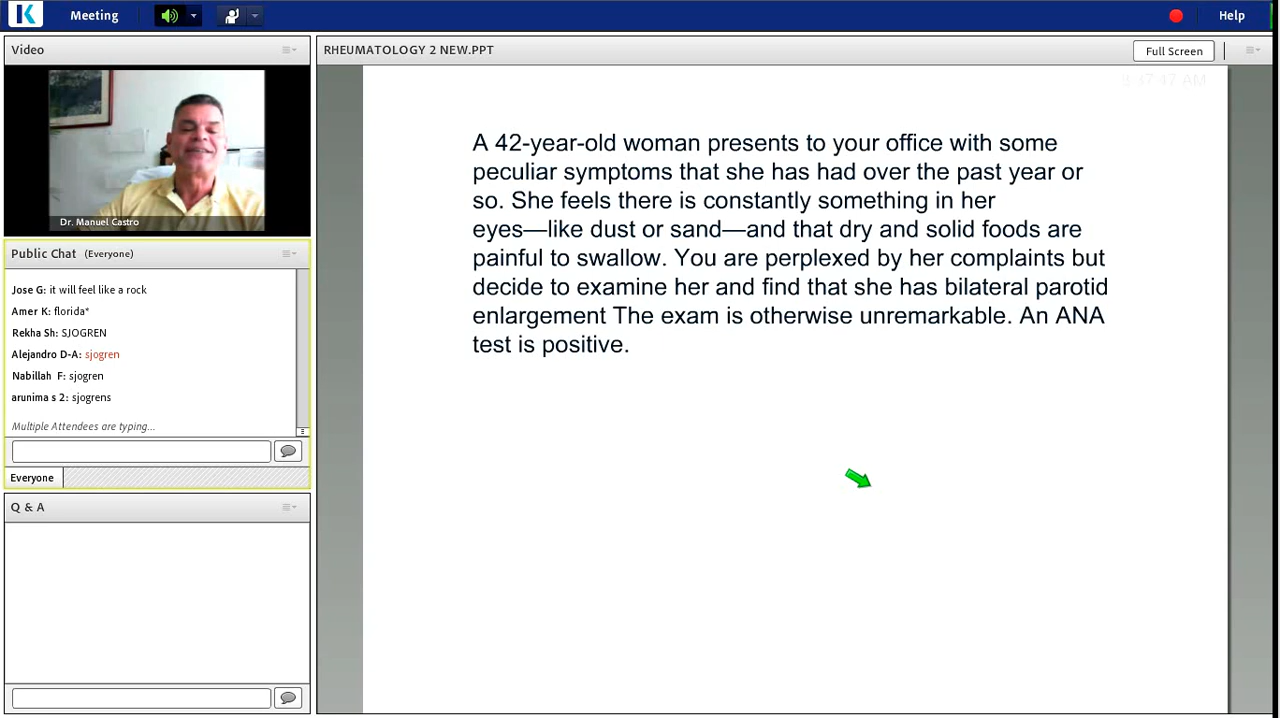 K
Meeting
Help
Video
Dr. Manuel Castro
Public Chat (Everyone)
Jose G: it will feel like a rock
Amer K: florida*
Rekha Sh: SJOGREN
Alejandro D-A: sjogren
Nabillah F: sjogren
arunima s 2: sjogrens
Multiple Attendees are typing...
Everyone
Q & A
RHEUMATOLOGY 2 NEW.PPT
Full Screen
A 42-year-old woman presents to your office with some
peculiar symptoms that she has had over the past year or
so. She feels there is constantly something in her
eyes—like dust or sand—and that dry and solid foods are
painful to swallow. You are perplexed by her complaints but
decide to examine her and find that she has bilateral parotid
enlargement The exam is otherwise unremarkable. An ANA
test is positive.